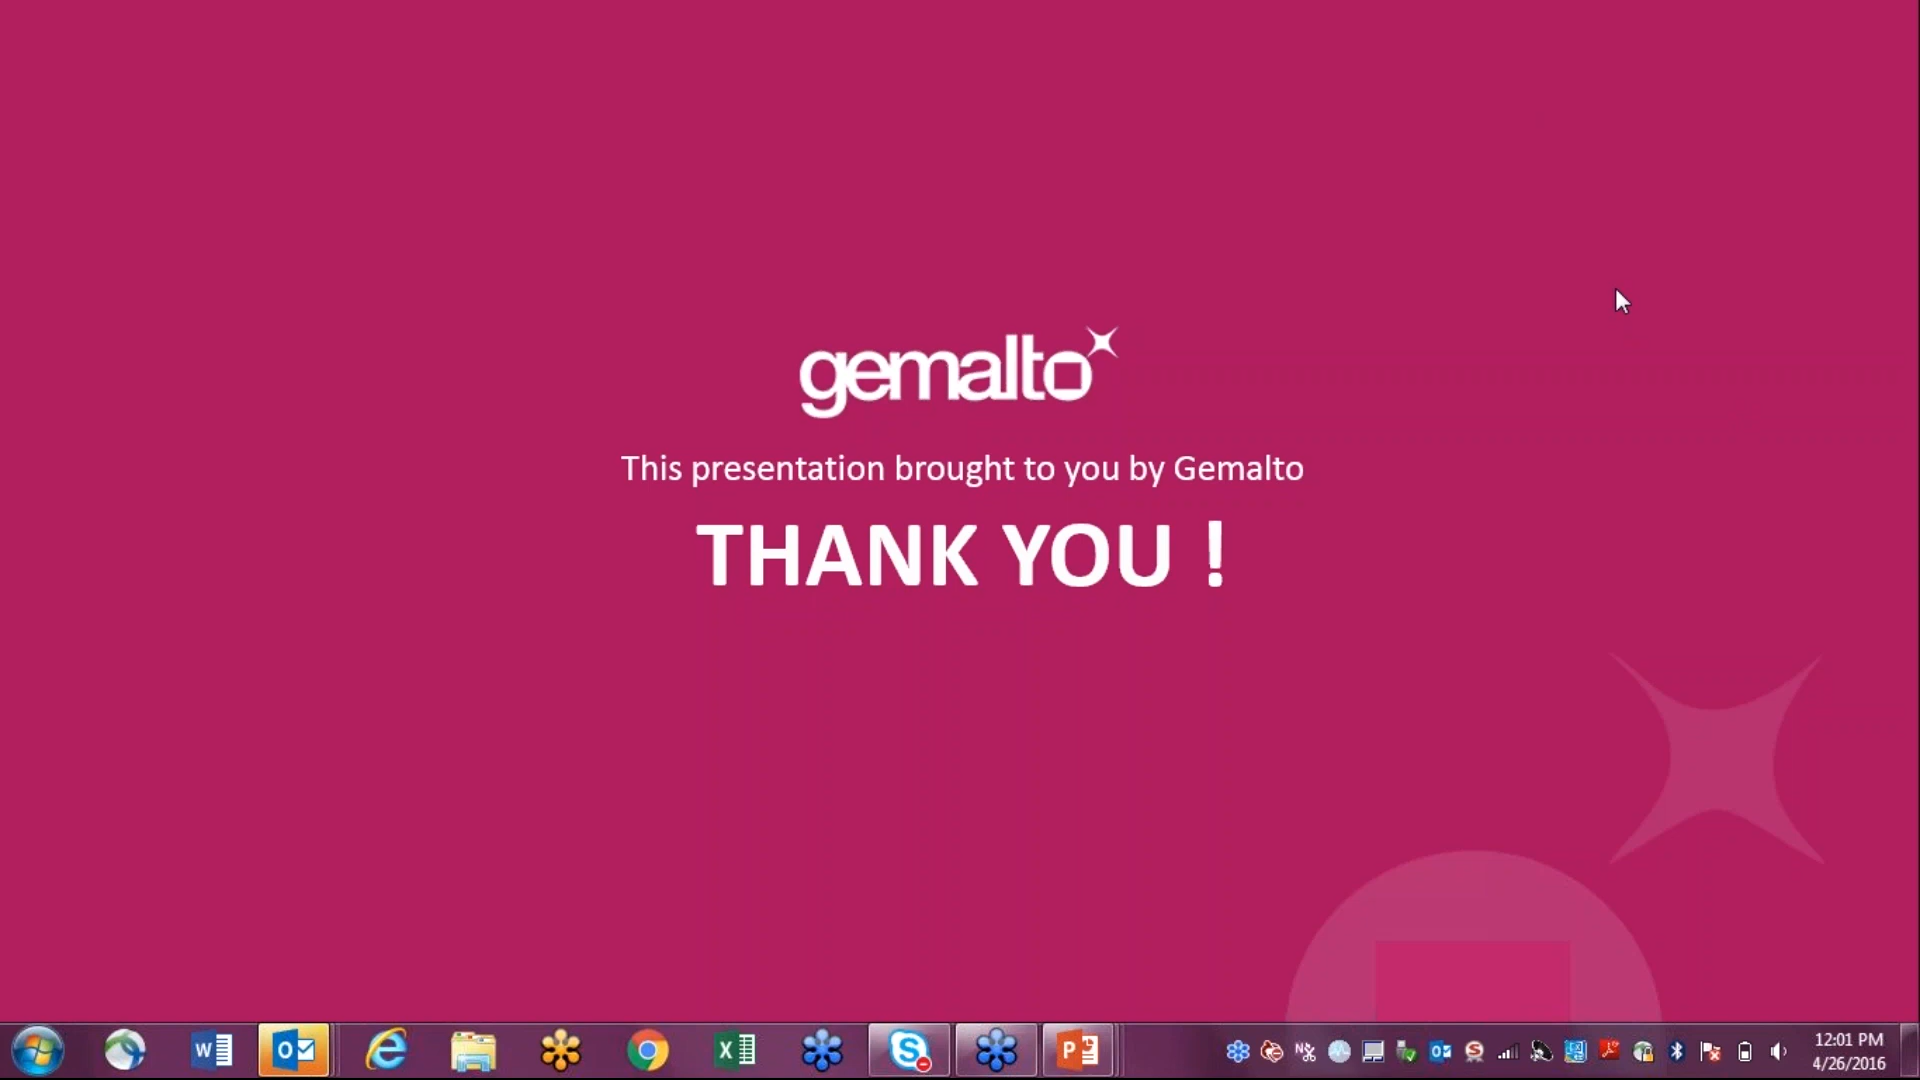 gemalto
This presentation brought to you by Gemalto
THANK YOU !
12:01 PM
4/26/2016